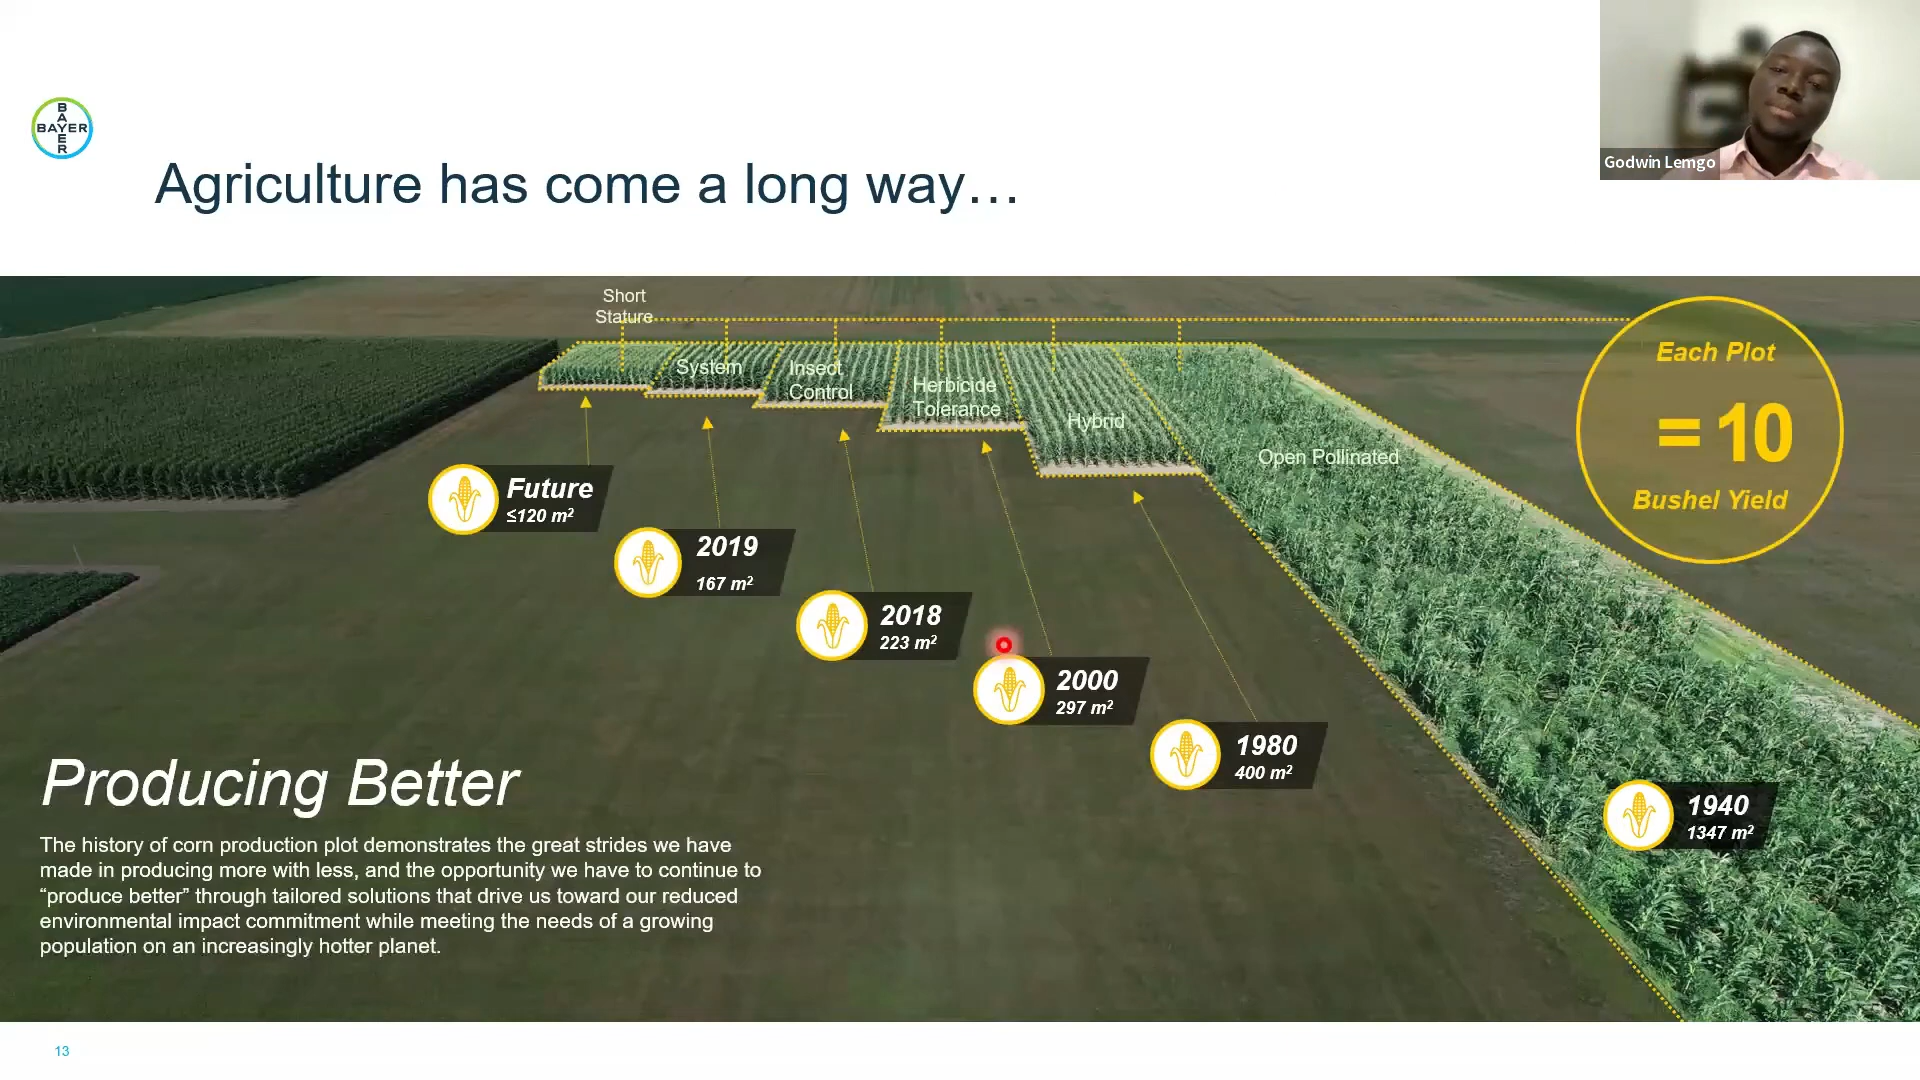 BAYER
BAYER
Agriculture has come a long way…
Godwin Lemgo
Short
Stature
System
Insect
Control
Herbicide
Tolerance
Hybrid
Open Pollinated
Each Plot
= 10
Bushel Yield
Future
≤120 m²
2019
167 m²
2018
223 m²
2000
297 m²
1980
400 m²
1940
1347 m²
Producing Better
The history of corn production plot demonstrates the great strides we have
made in producing more with less, and the opportunity we have to continue to
“produce better” through tailored solutions that drive us toward our reduced
environmental impact commitment while meeting the needs of a growing
population on an increasingly hotter planet.
13